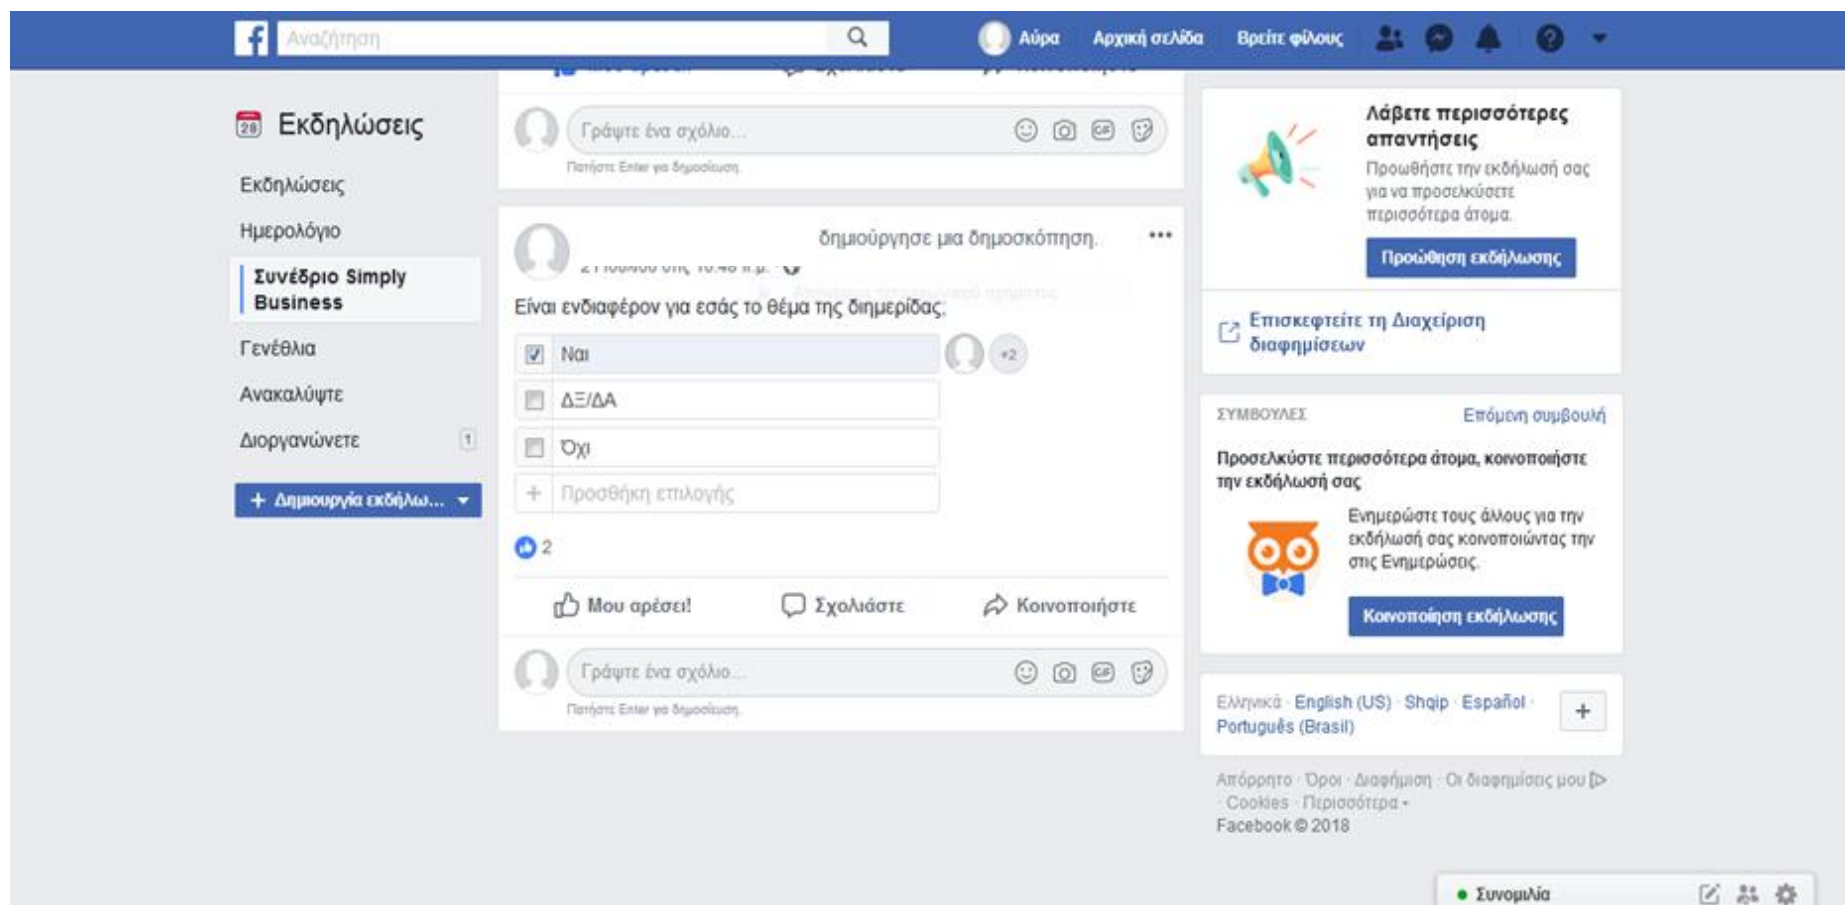 Αναζήτηση
Αύρα Αρχική σελίδα Βρείτε φίλους
Εκδηλώσεις
Εκδηλώσεις
Ημερολόγιο
Συνέδριο Simply
Business
Γενέθλια
Ανακαλύψτε
Διοργανώνετε 1
+ Δημιουργία εκδήλω...
Γράψτε ένα σχόλιο...
Πατήστε Enter για δημοσίευση.
δημιούργησε μια δημοσκόπηση.
Είναι ενδιαφέρον για εσάς το θέμα της διημερίδας;
Ναι +2
ΔΞ/ΔΑ
Όχι
+ Προσθήκη επιλογής
2
Μου αρέσει! Σχολιάστε Κοινοποιήστε
Γράψτε ένα σχόλιο...
Πατήστε Enter για δημοσίευση.
Λάβετε περισσότερες
απαντήσεις
Προωθήστε την εκδήλωσή σας
για να προσελκύσετε
περισσότερα άτομα.
Προώθηση εκδήλωσης
Επισκεφτείτε τη Διαχείριση
διαφημίσεων
ΣΥΜΒΟΥΛΕΣ Επόμενη συμβουλή
Προσελκύστε περισσότερα άτομα, κοινοποιήστε
την εκδήλωσή σας
Ενημερώστε τους άλλους για την
εκδήλωσή σας κοινοποιώντας την
στις Ενημερώσεις.
Κοινοποίηση εκδήλωσης
Ελληνικά · English (US) · Shqip · Español ·
Português (Brasil)
Απόρρητο · Όροι · Διαφήμιση · Οι διαφημίσεις μου
· Cookies · Περισσότερα
Facebook © 2018
Συνομιλία